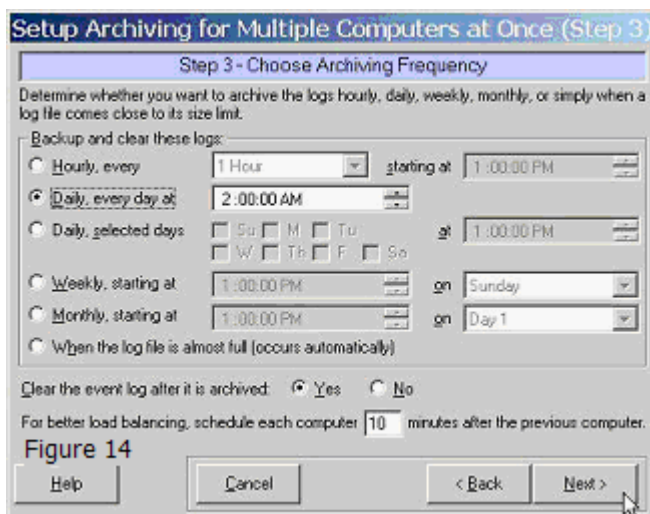 Setup Archiving for Multiple Computers at Once (Step 3)
Step 3 - Choose Archiving Frequency
Determine whether you want to archive the logs hourly, daily, weekly, monthly, or simply when a
log file comes close to its size limit.
Backup and clear these logs:
Hourly, every 1 Hour starting at 1:00:00 PM
Daily, every day at 2:00:00 AM
Daily, selected days Su M Tu at 1:00:00 PM
W Th F Sa
Weekly, starting at 1:00:00 PM on Sunday
Monthly, starting at 1:00:00 PM on Day 1
When the log file is almost full (occurs automatically)
Clear the event log after it is archived: Yes No
For better load balancing, schedule each computer 10 minutes after the previous computer.
Figure 14
Help Cancel < Back Next >